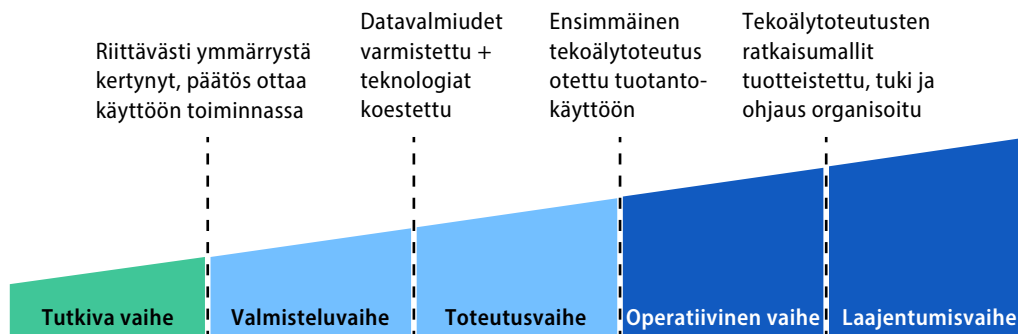 Riittävästi ymmärrystä
kertynyt, päätös ottaa
käyttöön toiminnassa
Datavalmiudet
varmistettu +
teknologiat
koestettu
Ensimmäinen
tekoälytoteutus
otettu tuotanto-
käyttöön
Tekoälytoteutusten
ratkaisumallit
tuotteistettu, tuki ja
ohjaus organisoitu
Tutkiva vaihe
Valmisteluvaihe
Toteutusvaihe
Operatiivinen vaihe
Laajentumisvaihe